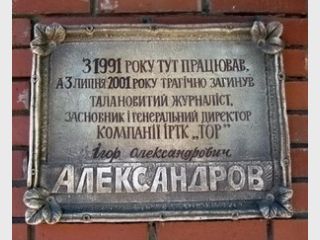 З 1991 РОКУ ТУТ ПРАЦЮВАВ,
А 3 ЛИПНЯ 2001 РОКУ ТРАГІЧНО ЗАГИНУВ
ТАЛАНОВИТИЙ ЖУРНАЛІСТ,
ЗАСНОВНИК І ГЕНЕРАЛЬНИЙ ДИРЕКТОР
КОМПАНІЇ ІРТК „ТОР"
Ігор Олександрович
АЛЕКСАНДРОВ